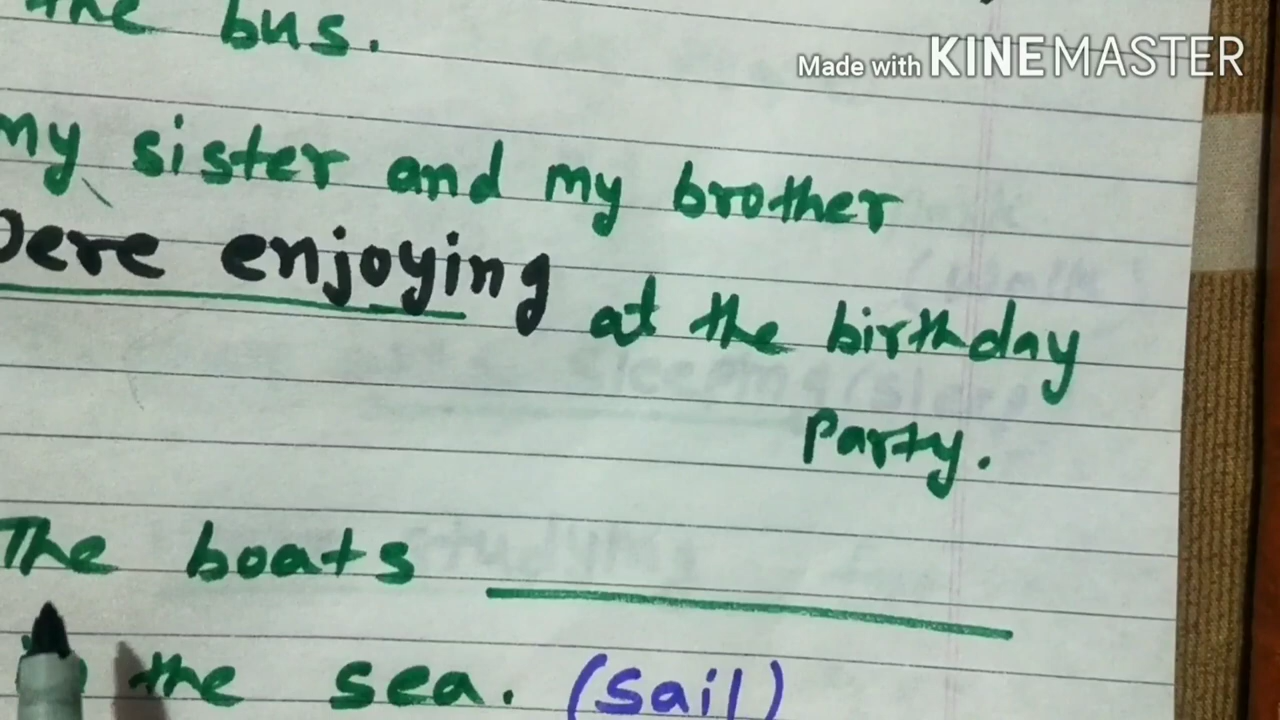 the bus.
Made with KINEMASTER
my sister and my brother
were enjoying at the birthday
Party.
The boats
the sea. (sail)